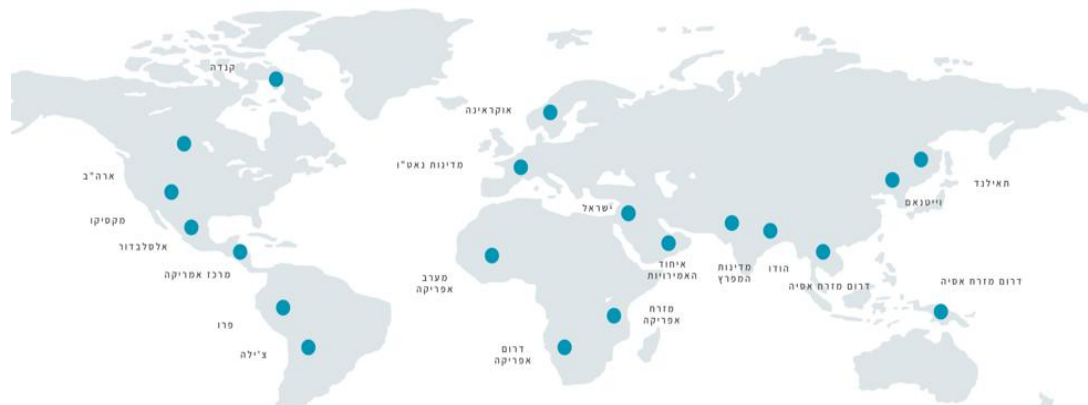 קנדה
אוקראינה
מדינות נאט"ו
ארה"ב
תאילנד
וייטנאם
ישראל
מקסיקו
אלסלבדור
מרכז אמריקה
מערב
אפריקה
איחוד
האמירויות
מדינות
המפרץ
הודו
דרום מזרח אסיה
דרום מזרח אסיה
מזרח
אפריקה
פרו
דרום
אפריקה
צ'ילה